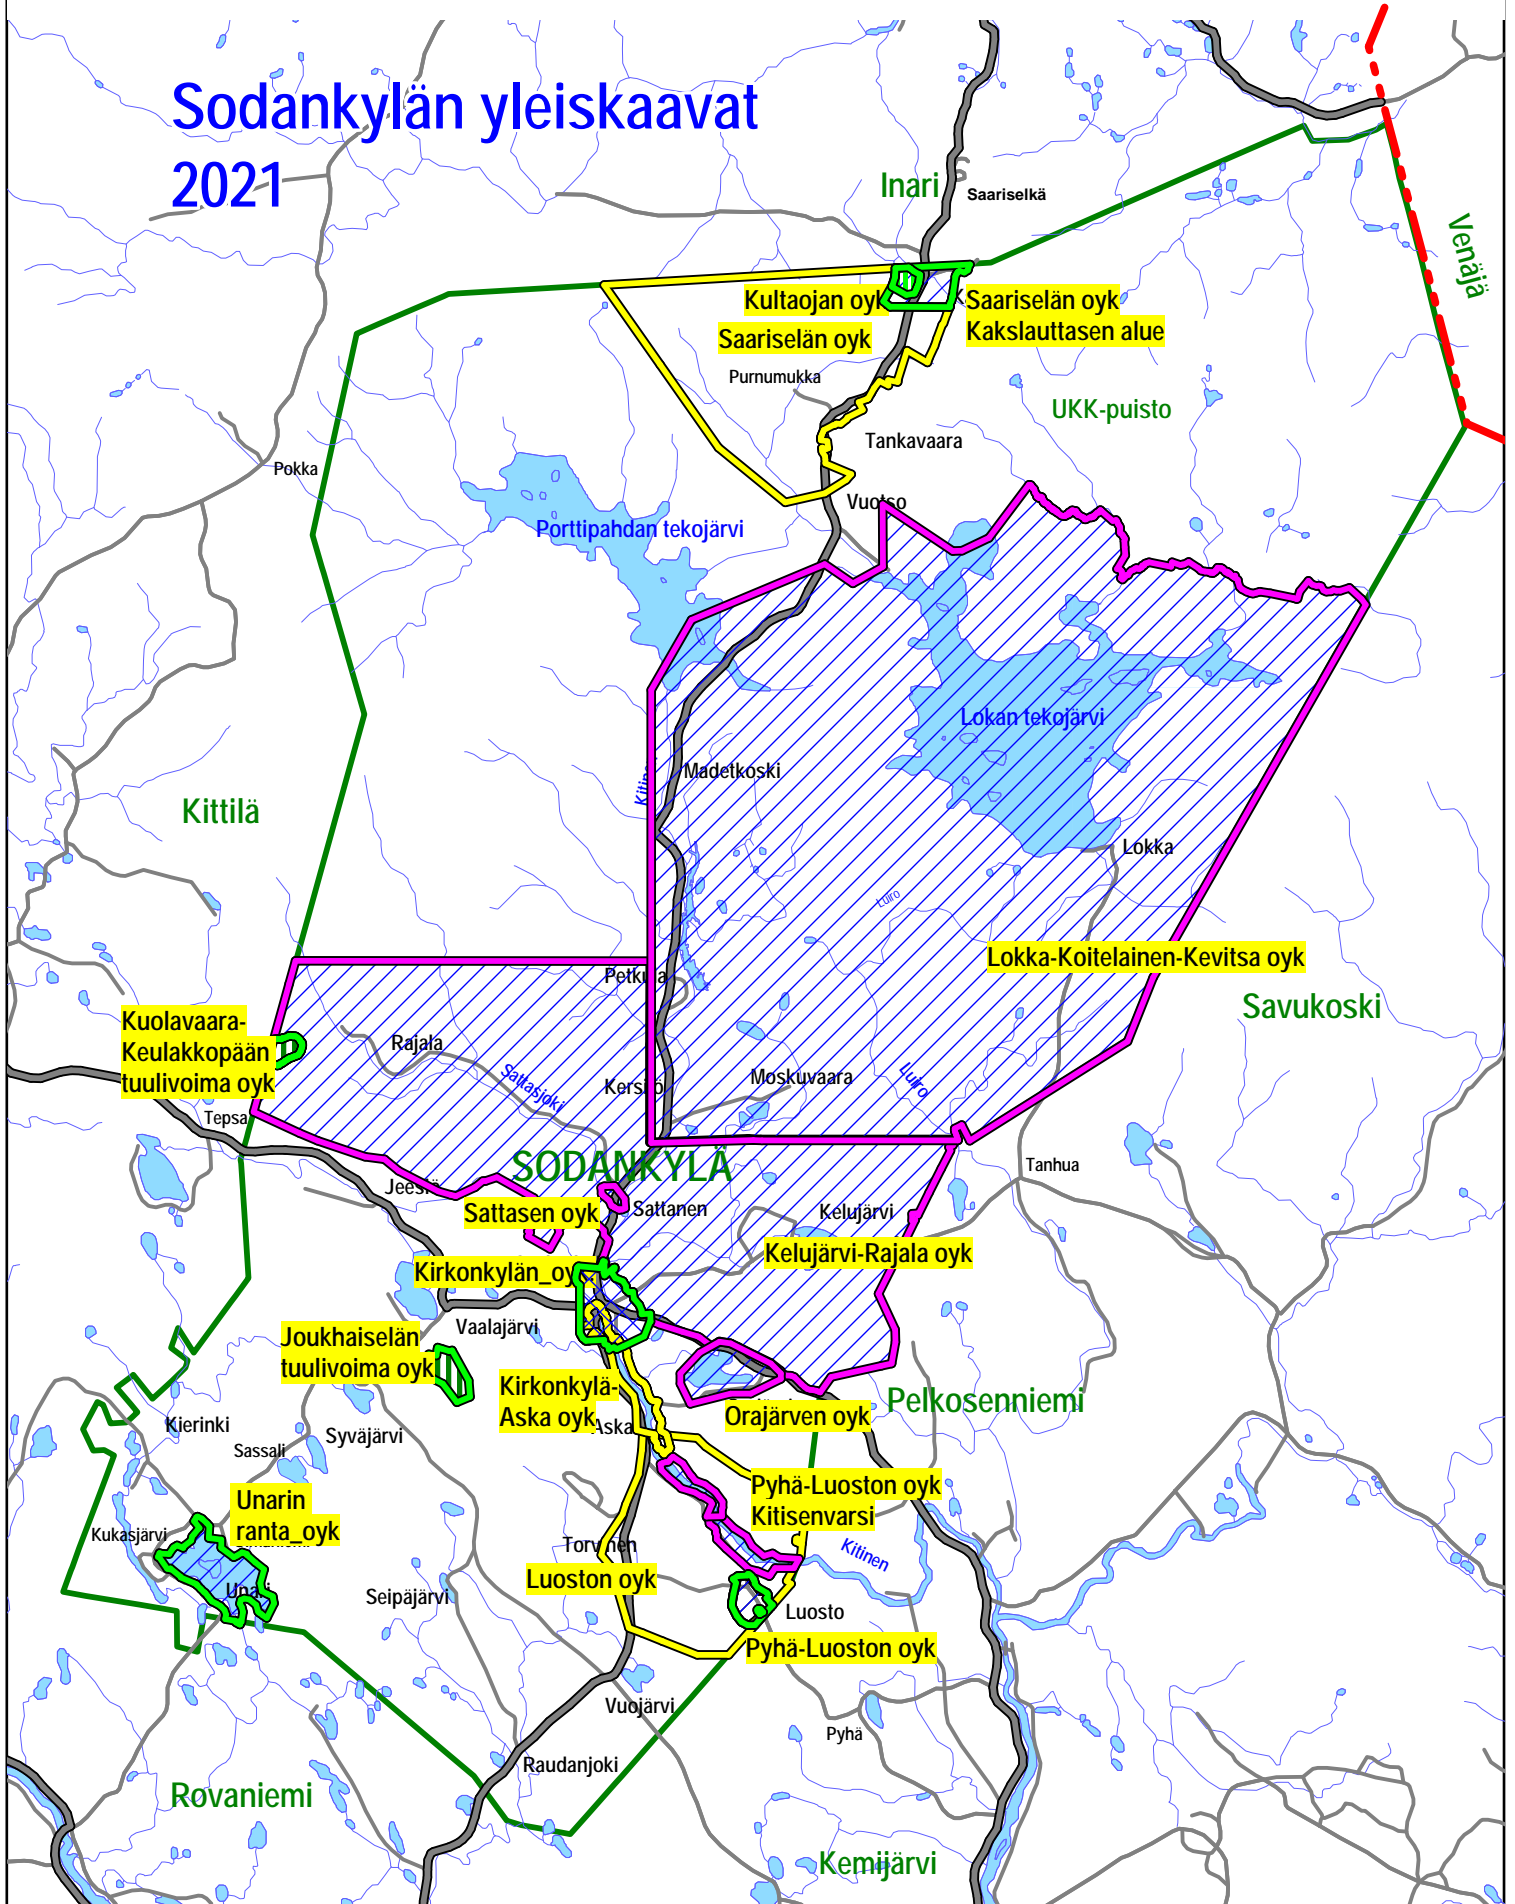 Sodankylän yleiskaavat
2021
Inari
Saariselkä
Venäjä
Kultaojan oyk
Saariselän oyk
Kakslauttasen alue
Saariselän oyk
Purnumukka
UKK-puisto
Tankavaara
Pokka
Vuotso
Porttipahdan tekojärvi
Lokan tekojärvi
Madetkoski
Kittilä
Lokka
Luiro
Lokka-Koitelainen-Kevitsa oyk
Petkula
Savukoski
Kuolavaara-
Keulakkopään
tuulivoima oyk
Rajala
Sattasjoki
Kersilö
Moskuvaara
Luiro
Tepsa
SODANKYLÄ
Tanhua
Jeesiö
Sattasen oyk
Sattanen
Kelujärvi
Kelujärvi-Rajala oyk
Kirkonkylän_oy
Vaalajärvi
Joukhaiselän
tuulivoima oyk
Kirkonkylä-
Aska oyk
Aska
Orajärven oyk
Pelkosenniemi
Kierinki
Sassali
Syväjärvi
Pyhä-Luoston oyk
Kitisenvarsi
Unarin
ranta_oyk
Kukasjärvi
Torvinen
Kitinen
Luoston oyk
Unari
Seipäjärvi
Luosto
Pyhä-Luoston oyk
Vuojärvi
Pyhä
Raudanjoki
Rovaniemi
Kemijärvi